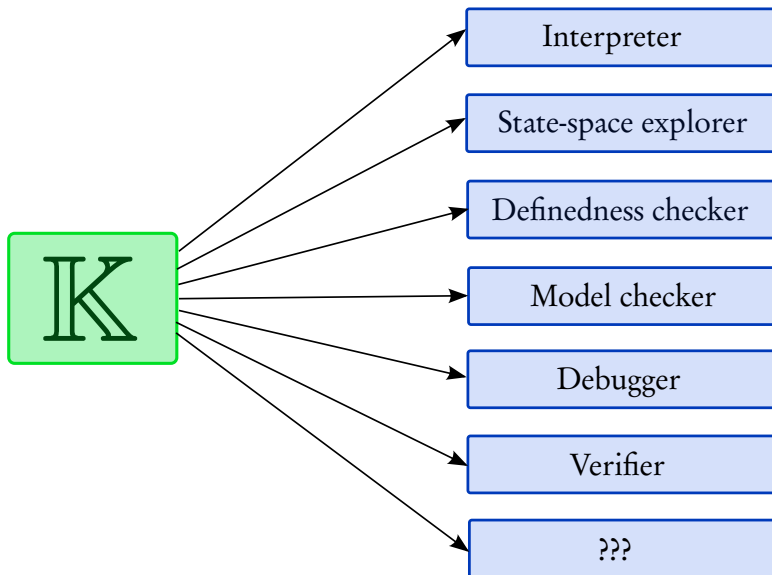 𝕂
Interpreter
State-space explorer
Definedness checker
Model checker
Debugger
Verifier
???